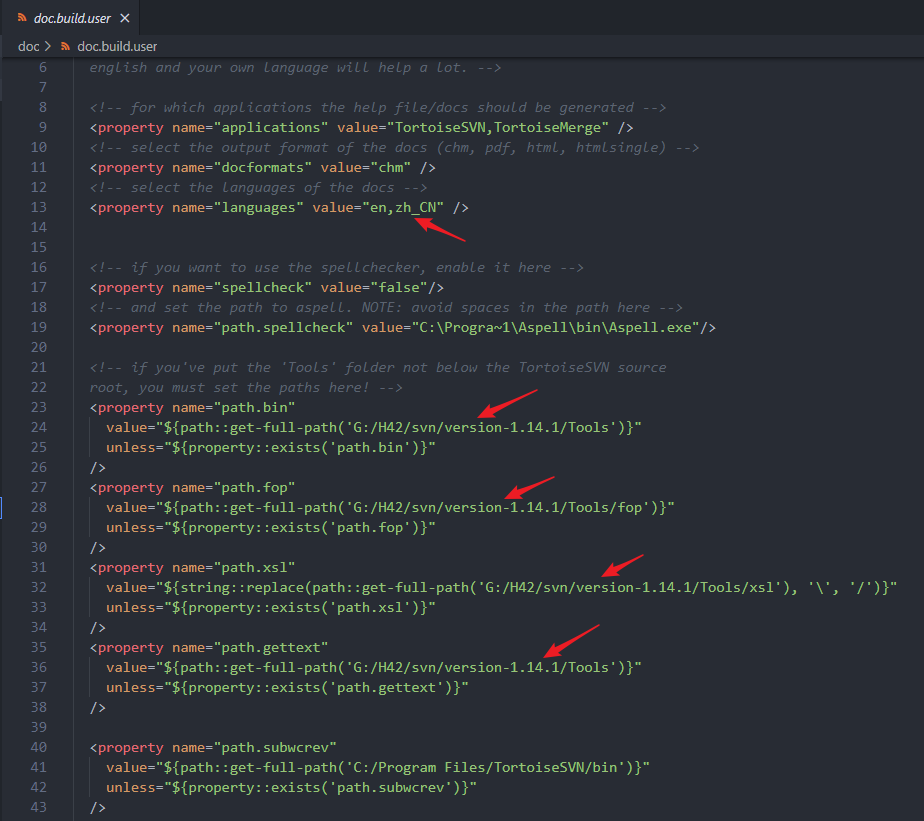 doc.build.user ×
doc > doc.build.user
6 english and your own language will help a lot. -->
7
8 <!-- for which applications the help file/docs should be generated -->
9 <property name="applications" value="TortoiseSVN,TortoiseMerge" />
10 <!-- select the output format of the docs (chm, pdf, html, htmlsingle) -->
11 <property name="docformats" value="chm" />
12 <!-- select the languages of the docs -->
13 <property name="languages" value="en,zh_CN" />
14
15
16 <!-- if you want to use the spellchecker, enable it here -->
17 <property name="spellcheck" value="false"/>
18 <!-- and set the path to aspell. NOTE: avoid spaces in the path here -->
19 <property name="path.spellcheck" value="C:\Progra~1\Aspell\bin\Aspell.exe"/>
20
21 <!-- if you've put the 'Tools' folder not below the TortoiseSVN source
22 root, you must set the paths here! -->
23 <property name="path.bin"
24 value="${path::get-full-path('G:/H42/svn/version-1.14.1/Tools')}"
25 unless="${property::exists('path.bin')}"
26 />
27 <property name="path.fop"
28 value="${path::get-full-path('G:/H42/svn/version-1.14.1/Tools/fop')}"
29 unless="${property::exists('path.fop')}"
30 />
31 <property name="path.xsl"
32 value="${string::replace(path::get-full-path('G:/H42/svn/version-1.14.1/Tools/xsl'), '\', '/')}"
33 unless="${property::exists('path.xsl')}"
34 />
35 <property name="path.gettext"
36 value="${path::get-full-path('G:/H42/svn/version-1.14.1/Tools')}"
37 unless="${property::exists('path.gettext')}"
38 />
39
40 <property name="path.subwcrev"
41 value="${path::get-full-path('C:/Program Files/TortoiseSVN/bin')}"
42 unless="${property::exists('path.subwcrev')}"
43 />